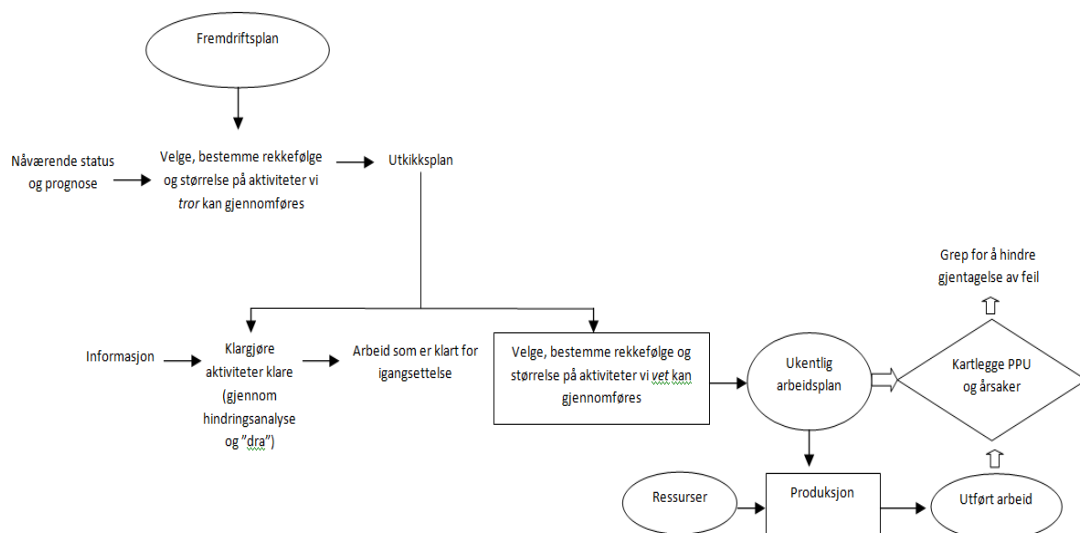 Fremdriftsplan
Nåværende status
og prognose
Velge, bestemme rekkefølge
og størrelse på aktiviteter vi
tror kan gjennomføres
Utkikksplan
Grep for å hindre
gjentagelse av feil
Informasjon
Klargjøre
aktiviteter klare
(gjennom
hindringsanalyse
og ”dra”)
Arbeid som er klart for
igangsettelse
Velge, bestemme rekkefølge og
størrelse på aktiviteter vi vet kan
gjennomføres
Ukentlig
arbeidsplan
Kartlegge PPU
og årsaker
Ressurser
Produksjon
Utført arbeid